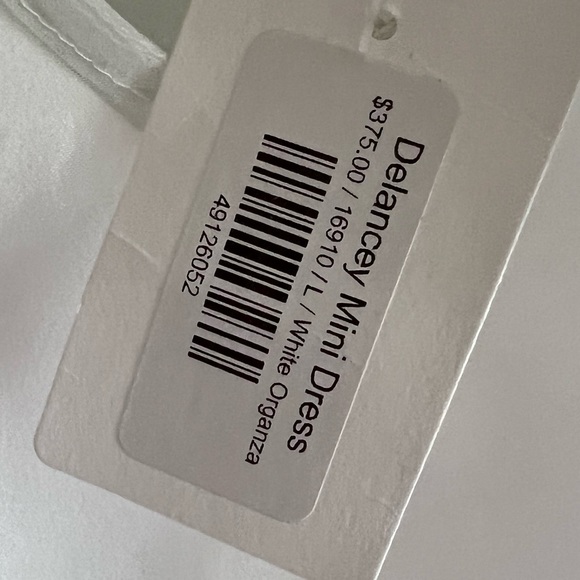 Delancey Mini Dress
$375.00 / 16910 / L / White Organza
49126052